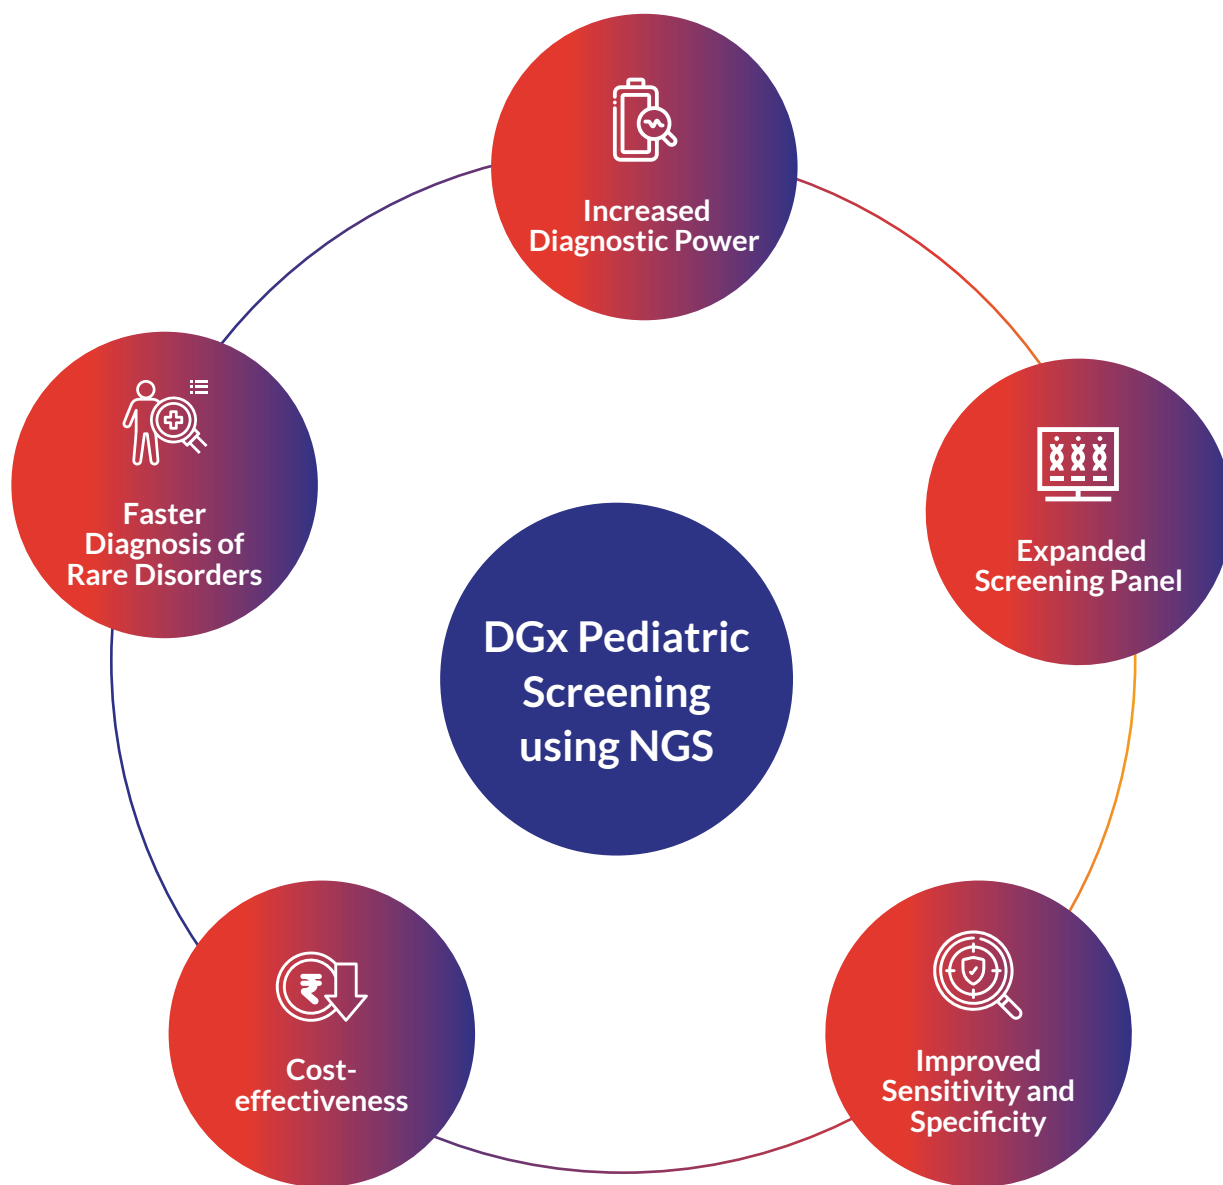 Increased
Diagnostic Power
Expanded
Screening Panel
Improved
Sensitivity and
Specificity
Cost-
effectiveness
Faster
Diagnosis of
Rare Disorders
DGx Pediatric
Screening
using NGS
₹